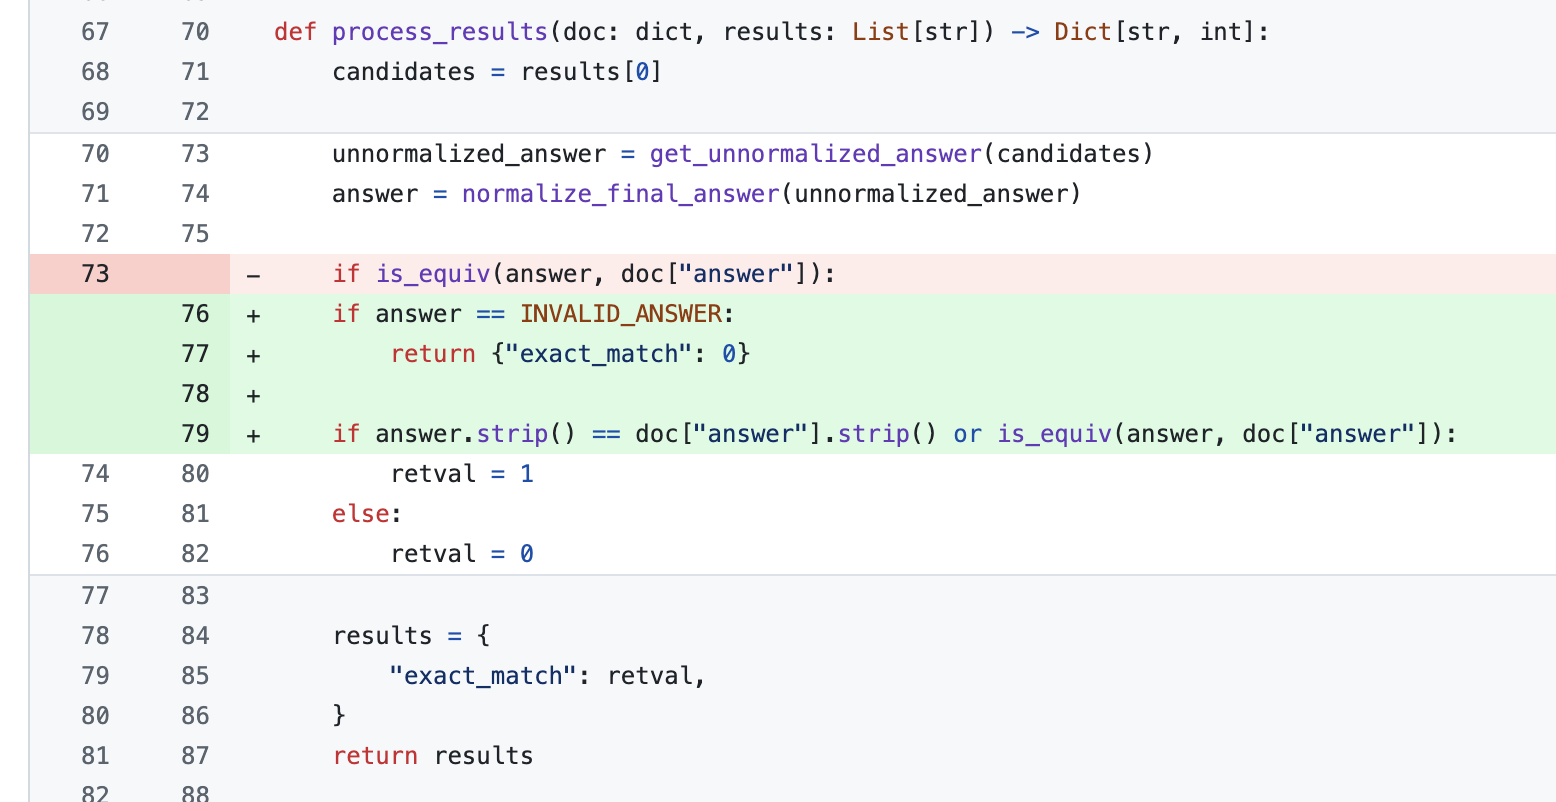 67 70 def process_results(doc: dict, results: List[str]) -> Dict[str, int]:
68 71 candidates = results[0]
69 72
70 73 unnormalized_answer = get_unnormalized_answer(candidates)
71 74 answer = normalize_final_answer(unnormalized_answer)
72 75
73 - if is_equiv(answer, doc["answer"]):
76 + if answer == INVALID_ANSWER:
77 + return {"exact_match": 0}
78 +
79 + if answer.strip() == doc["answer"].strip() or is_equiv(answer, doc["answer"]):
74 80 retval = 1
75 81 else:
76 82 retval = 0
77 83
78 84 results = {
79 85 "exact_match": retval,
80 86 }
81 87 return results
82 88